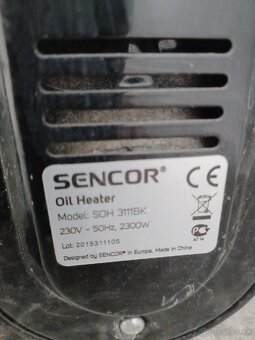 SENCOR®
CE
Oil Heater
Model: SOH 3111BK
230V ~ 50Hz, 2300W
Lot: 2015311105
Designed by SENCOR® in Europe, Made in China